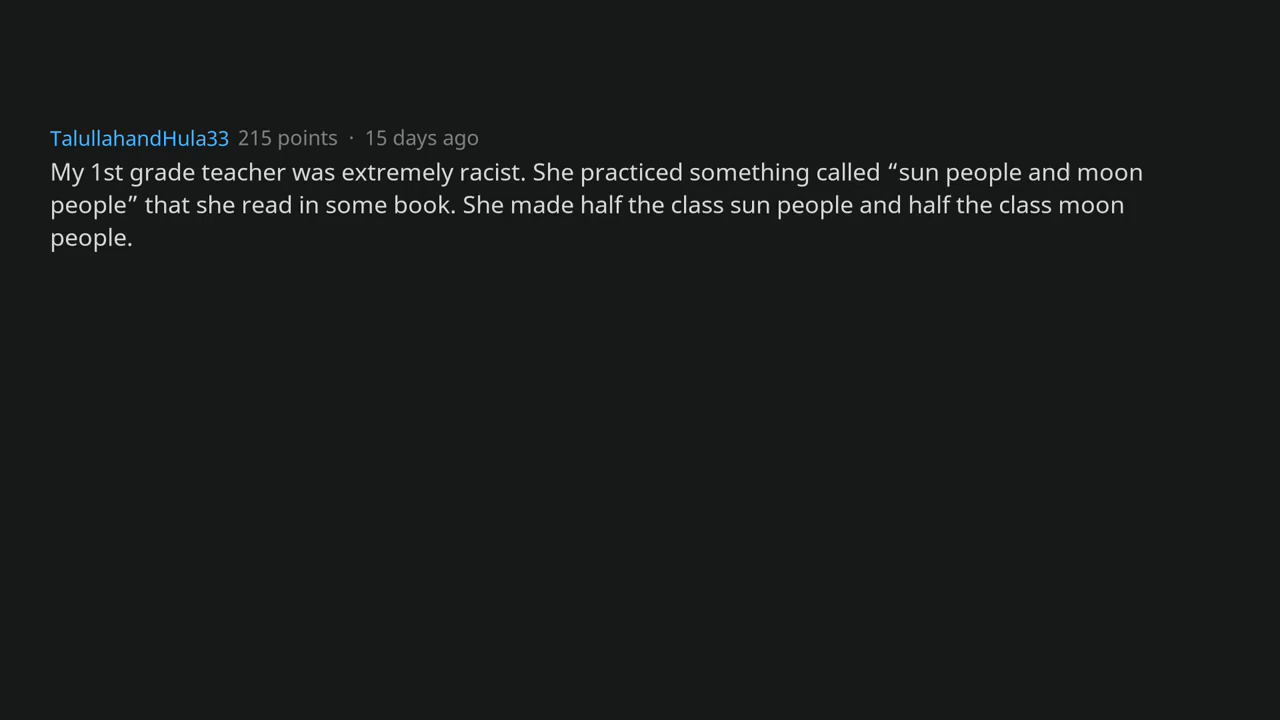 TalullahandHula33 215 points · 15 days ago
My 1st grade teacher was extremely racist. She practiced something called “sun people and moon
people” that she read in some book. She made half the class sun people and half the class moon
people.